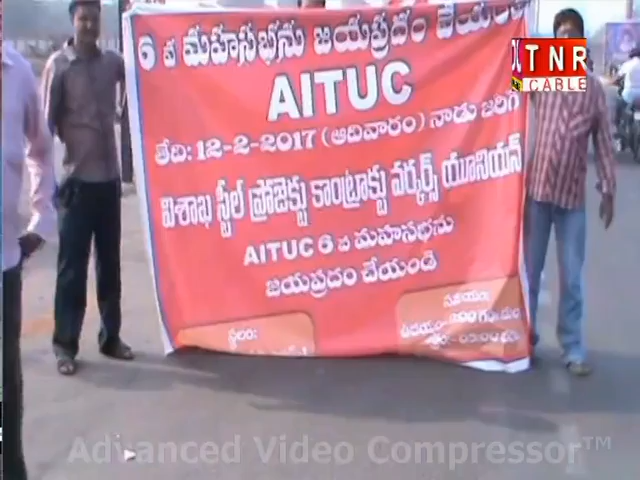 6 వ మహాసభను జయప్రదం
AITUC
తేది:12-2-2017 (ఆదివారం) నాడు జరిగే
విశాఖ స్టీల్ ప్రాజెక్టు కాంట్రాక్టు వర్కర్స్ యూనియన్
AITUC 6 వ మహాసభను
జయప్రదం చేయండి
స్థలం:
సమయం:
TNR
CABLE
Advanced Video Compressor™